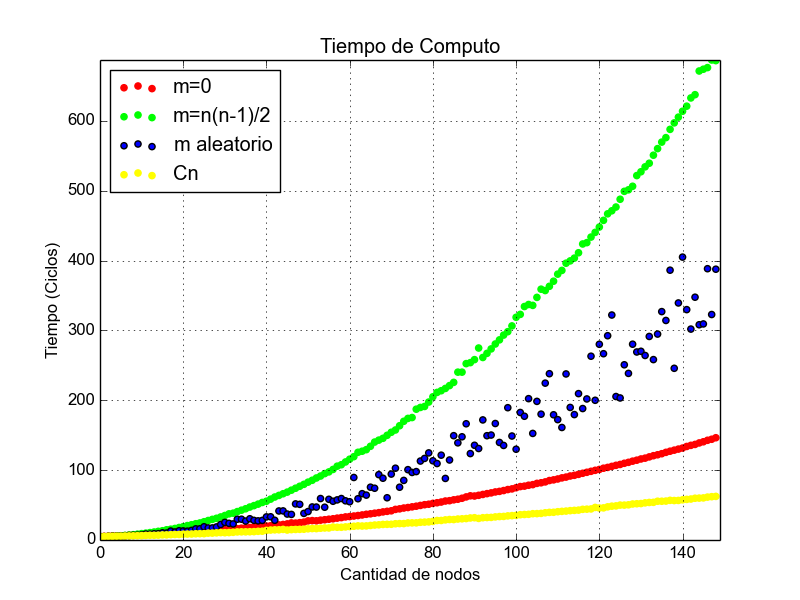 Tiempo de Computo
m=0
m=n(n-1)/2
m aleatorio
Cn
600
500
400
300
200
100
0
Tiempo (Ciclos)
0 20 40 60 80 100 120 140
Cantidad de nodos